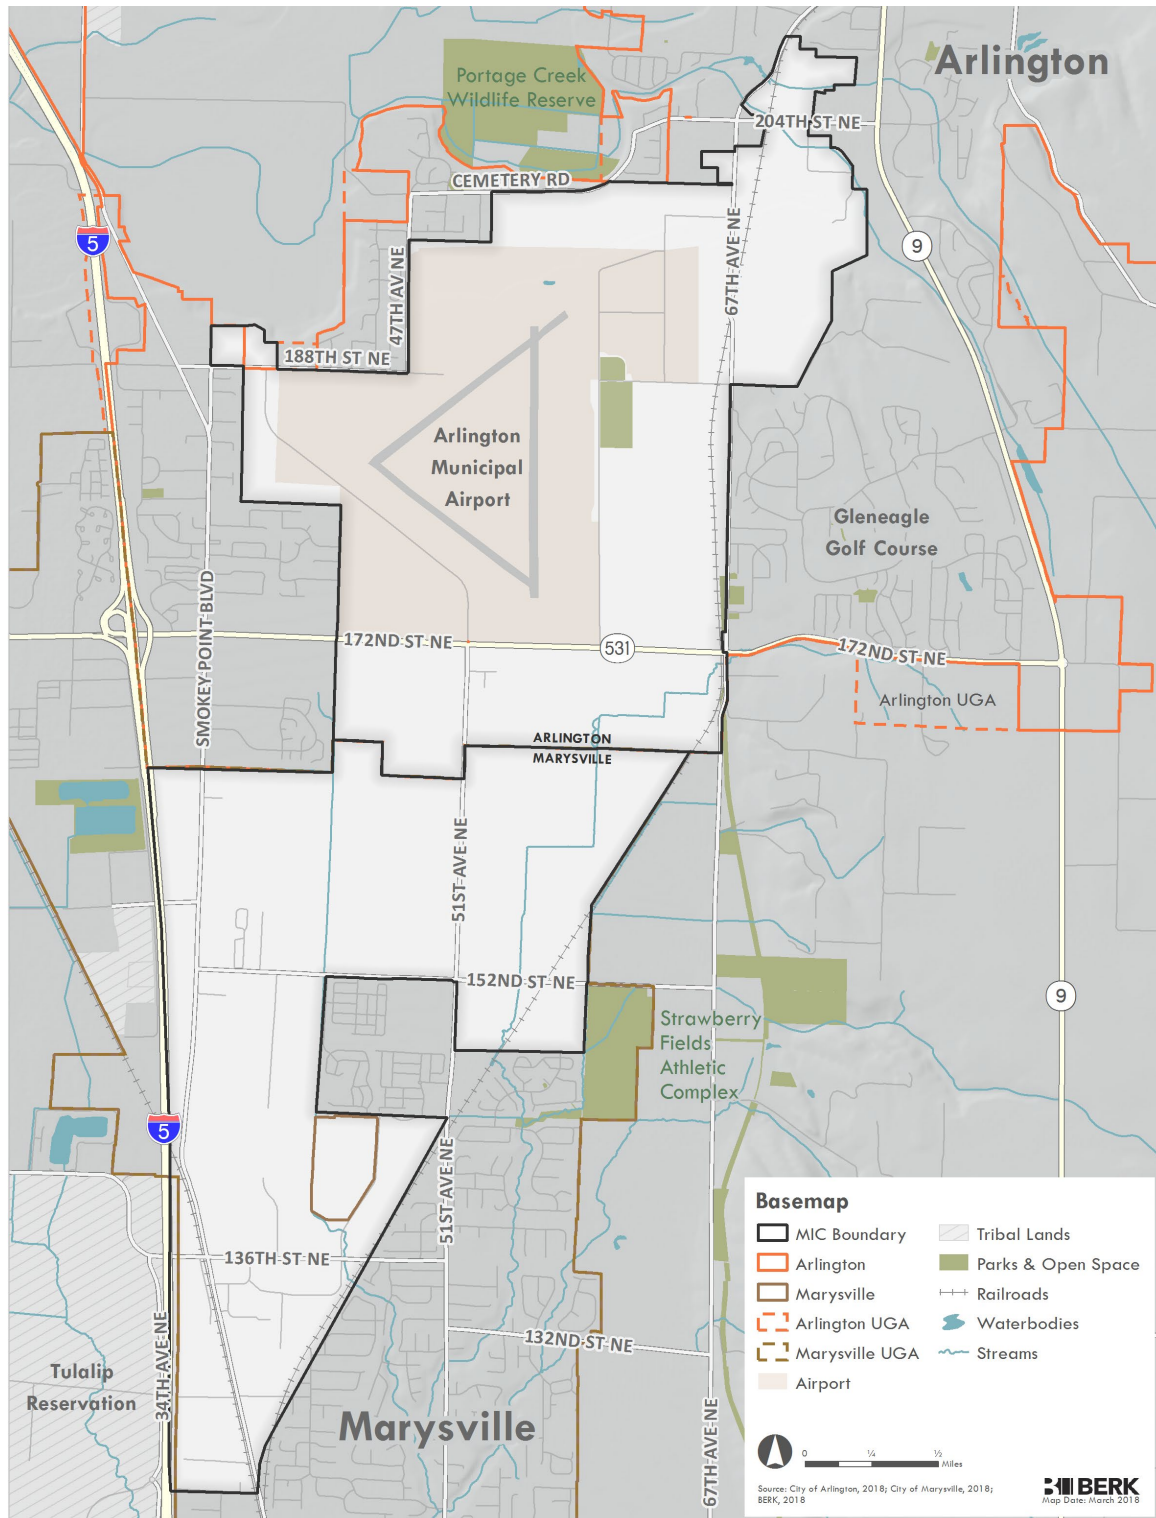 Arlington
Portage Creek
Wildlife Reserve
204TH ST NE
CEMETERY RD
5
9
47TH AV NE
67TH AVE NE
188TH ST NE
Arlington
Municipal
Airport
Gleneagle
Golf Course
SMOKEY POINT BLVD
172ND ST NE
531
172ND ST NE
Arlington UGA
ARLINGTON
MARYSVILLE
51ST AVE NE
152ND ST NE
9
Strawberry
Fields
Athletic
Complex
5
51ST AVE NE
136TH ST NE
132ND ST NE
34TH AVE NE
Tulalip
Reservation
Marysville
67TH AVE NE
Basemap
MIC Boundary
Arlington
Marysville
Arlington UGA
Marysville UGA
Airport
Tribal Lands
Parks & Open Space
Railroads
Waterbodies
Streams
0 ¼ ½
Miles
Source: City of Arlington, 2018; City of Marysville, 2018;
BERK, 2018
BERK
Map Date: March 2018